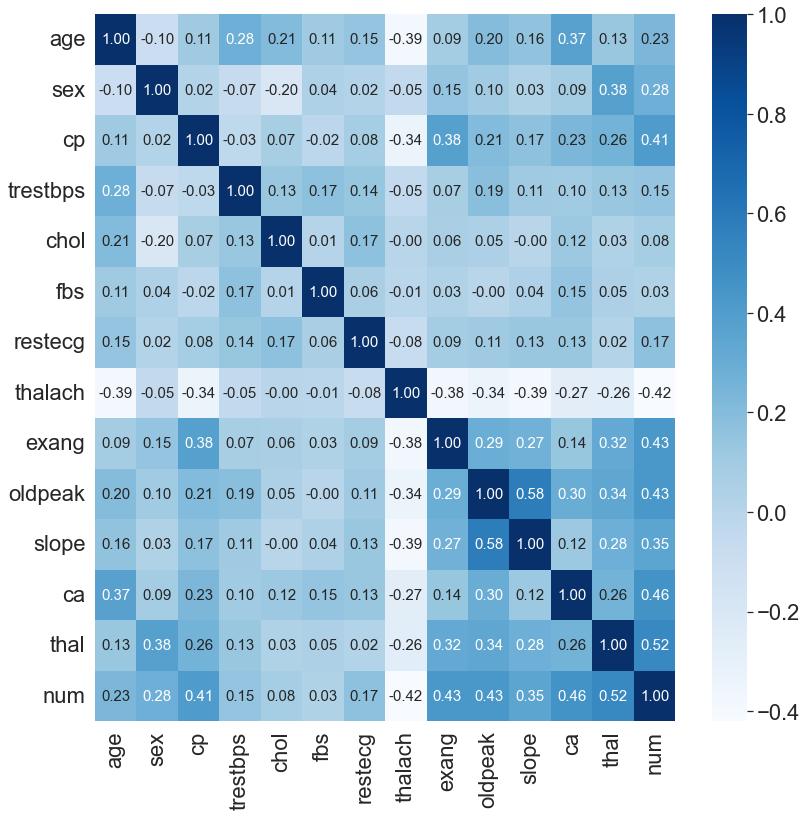 age 1.00 -0.10 0.11 0.28 0.21 0.11 0.15 -0.39 0.09 0.20 0.16 0.37 0.13 0.23
sex -0.10 1.00 0.02 -0.07 -0.20 0.04 0.02 -0.05 0.15 0.10 0.03 0.09 0.38 0.28
cp 0.11 0.02 1.00 -0.03 0.07 -0.02 0.08 -0.34 0.38 0.21 0.17 0.23 0.26 0.41
trestbps 0.28 -0.07 -0.03 1.00 0.13 0.17 0.14 -0.05 0.07 0.19 0.11 0.10 0.13 0.15
chol 0.21 -0.20 0.07 0.13 1.00 0.01 0.17 -0.00 0.06 0.05 -0.00 0.12 0.03 0.08
fbs 0.11 0.04 -0.02 0.17 0.01 1.00 0.06 -0.01 0.03 -0.00 0.04 0.15 0.05 0.03
restecg 0.15 0.02 0.08 0.14 0.17 0.06 1.00 -0.08 0.09 0.11 0.13 0.13 0.02 0.17
thalach -0.39 -0.05 -0.34 -0.05 -0.00 -0.01 -0.08 1.00 -0.38 -0.34 -0.39 -0.27 -0.26 -0.42
exang 0.09 0.15 0.38 0.07 0.06 0.03 0.09 -0.38 1.00 0.29 0.27 0.14 0.32 0.43
oldpeak 0.20 0.10 0.21 0.19 0.05 -0.00 0.11 -0.34 0.29 1.00 0.58 0.30 0.34 0.43
slope 0.16 0.03 0.17 0.11 -0.00 0.04 0.13 -0.39 0.27 0.58 1.00 0.12 0.28 0.35
ca 0.37 0.09 0.23 0.10 0.12 0.15 0.13 -0.27 0.14 0.30 0.12 1.00 0.26 0.46
thal 0.13 0.38 0.26 0.13 0.03 0.05 0.02 -0.26 0.32 0.34 0.28 0.26 1.00 0.52
num 0.23 0.28 0.41 0.15 0.08 0.03 0.17 -0.42 0.43 0.43 0.35 0.46 0.52 1.00
age sex cp trestbps chol fbs restecg thalach exang oldpeak slope ca thal num
1.0
0.8
0.6
0.4
0.2
0.0
−0.2
−0.4